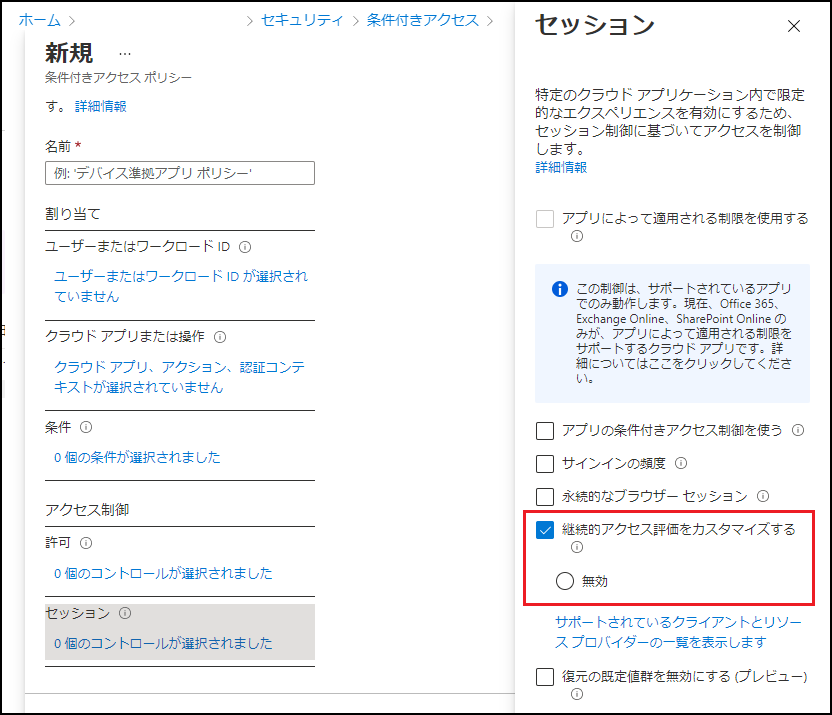 ホーム > > セキュリティ > 条件付きアクセス >
新規 …
条件付きアクセス ポリシー
す。 詳細情報
名前 *
例: 'デバイス準拠アプリ ポリシー'
割り当て
ユーザーまたはワークロード ID
ユーザーまたはワークロード ID が選択され
ていません
クラウド アプリまたは操作
クラウド アプリ、アクション、認証コンテ
キストが選択されていません
条件
0 個の条件が選択されました
アクセス制御
許可
0 個のコントロールが選択されました
セッション
0 個のコントロールが選択されました
セッション
特定のクラウド アプリケーション内で限定
的なエクスペリエンスを有効にするため、
セッション制御に基づいてアクセスを制御
します。
詳細情報
アプリによって適用される制限を使用する
この制御は、サポートされているアプリ
でのみ動作します。現在、Office 365、
Exchange Online、SharePoint Online の
みが、アプリによって適用される制限を
サポートするクラウド アプリです。詳
細についてはここをクリックしてくださ
い。
アプリの条件付きアクセス制御を使う
サインインの頻度
永続的なブラウザー セッション
継続的アクセス評価をカスタマイズする
無効
サポートされているクライアントとリソー
ス プロバイダーの一覧を表示します
復元の既定値群を無効にする (プレビュー)